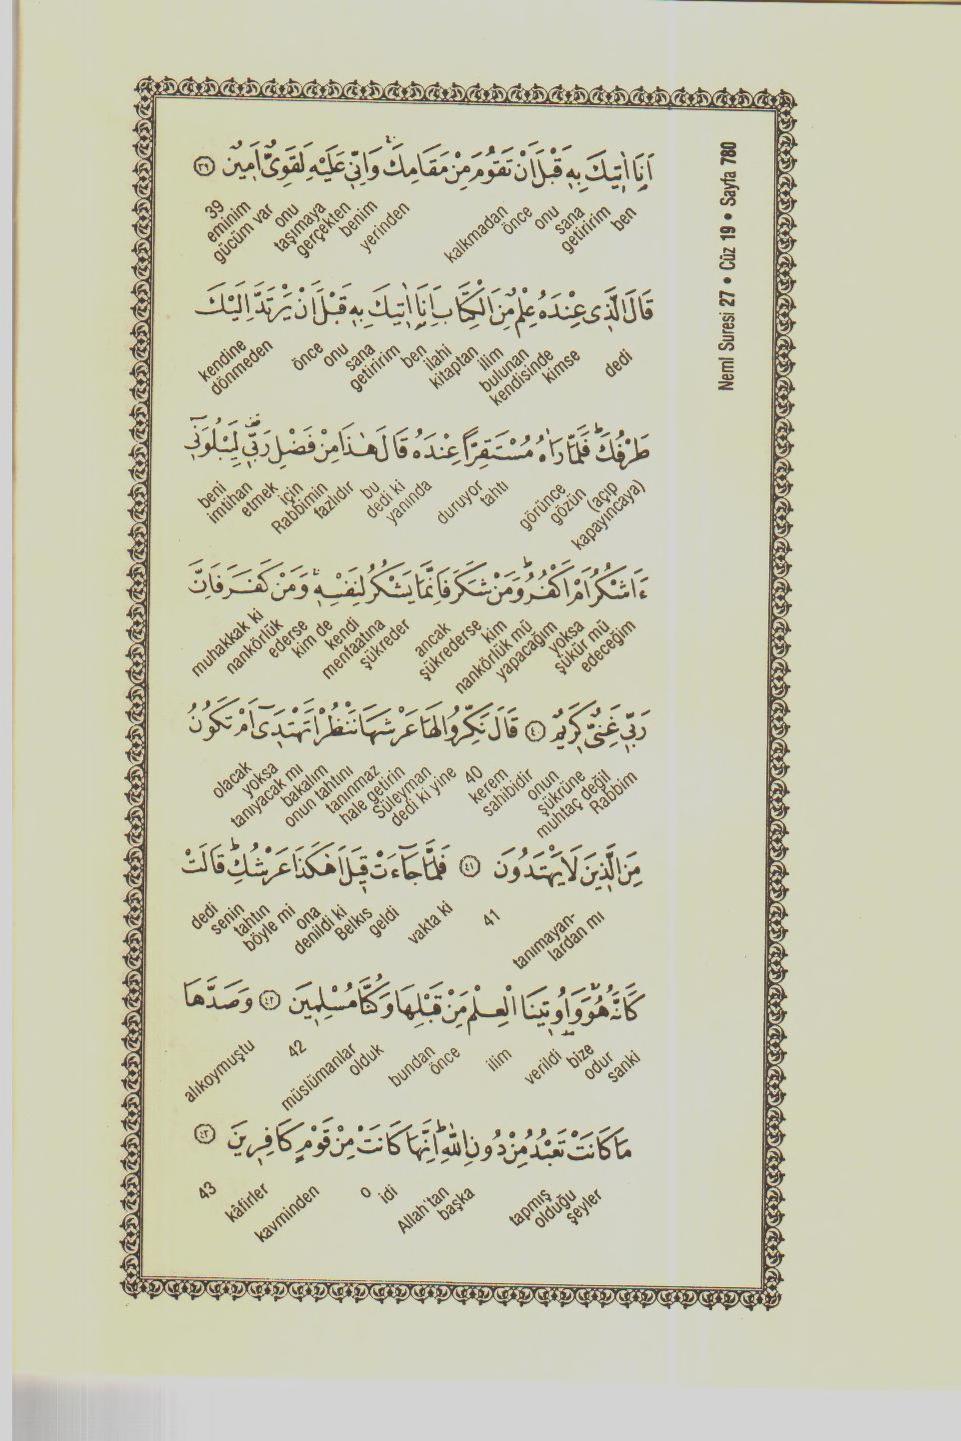 Neml Suresi 27 • Cüz 19 • Sayfa 780
اَنَا۬ اٰت۪يكَ بِه۪ قَبْلَ اَنْ تَقُومَ مِنْ مَقَامِكَۚ وَاِنّ۪ي عَلَيْهِ لَقَوِيٌّ اَم۪ينٌ ﴿٣٩﴾
ben getiririm sana onu önce kalkmadan yerinden benim gerçekten taşımaya onu gücüm var eminim 39
قَالَ الَّذ۪ي عِنْدَهُ عِلْمٌ مِنَ الْكِتَابِ اَنَا۬ اٰت۪يكَ بِه۪ قَبْلَ اَنْ يَرْتَدَّ اِلَيْكَ
dedi kimse kendisinde bulunan ilim kitaptan ilahi ben getiririm sana onu önce dönmeden kendine
طَرْفُكَۜ فَلَمَّا رَاٰهُ مُسْتَقِرًّا عِنْدَهُ قَالَ هٰذَا مِنْ فَضْلِ رَبّ۪ي۠ لِيَبْلُوَن۪ٓي
(açıp kapayıncaya) gözün görünce tahtı duruyor yanında dedi ki bu fazlıdır Rabbimin için etmek imtihan beni
ءَاَشْكُرُ اَمْ اَكْفُرُۜ وَمَنْ شَكَرَ فَاِنَّمَا يَشْكُرُ لِنَفْسِه۪ۚ وَمَنْ كَفَرَ فَاِنَّ
şükür mü edeceğim yoksa nankörlük mü yapacağım kim şükrederse ancak şükreder menfaatına kendi kim de ederse nankörlük muhakkak ki
رَبّ۪ي غَنِيٌّ كَر۪يمٌ ﴿٤٠﴾ قَالَ نَكِّرُوا لَهَا عَرْشَهَا نَنْظُرْ اَتَهْتَد۪ٓي اَمْ تَكُونُ
Rabbim muhtaç değil şükrüne onun kerem sahibidir 40 dedi ki yine Süleyman hale getirin tanınmaz onun tahtını bakalım tanıyacak mı yoksa olacak
مِنَ الَّذ۪ينَ لَا يَهْتَدُونَ ﴿٤١﴾ فَلَمَّا جَٓاءَتْ ق۪يلَ اَهٰكَذَا عَرْشُكِۜ قَالَتْ
tanımayan-lardan mı 41 vakta ki geldi Belkıs denildi ki ona böyle mi tahtın senin dedi
كَاَنَّهُ هُوَۚ وَاُو۫ت۪ينَا الْعِلْمَ مِنْ قَبْلِهَا وَكُنَّا مُسْلِم۪ينَ ﴿٤٢﴾ وَصَدَّهَا
sanki odur bize verildi ilim önce bundan olduk müslümanlar 42 alıkoymuştu
مَا كَانَتْ تَعْبُدُ مِنْ دُونِ اللّٰهِۜ اِنَّهَا كَانَتْ مِنْ قَوْمٍ كَافِر۪ينَ ﴿٤٣﴾
şeyler olduğu tapmış başka Allah'tan idi o kavminden kâfirler 43